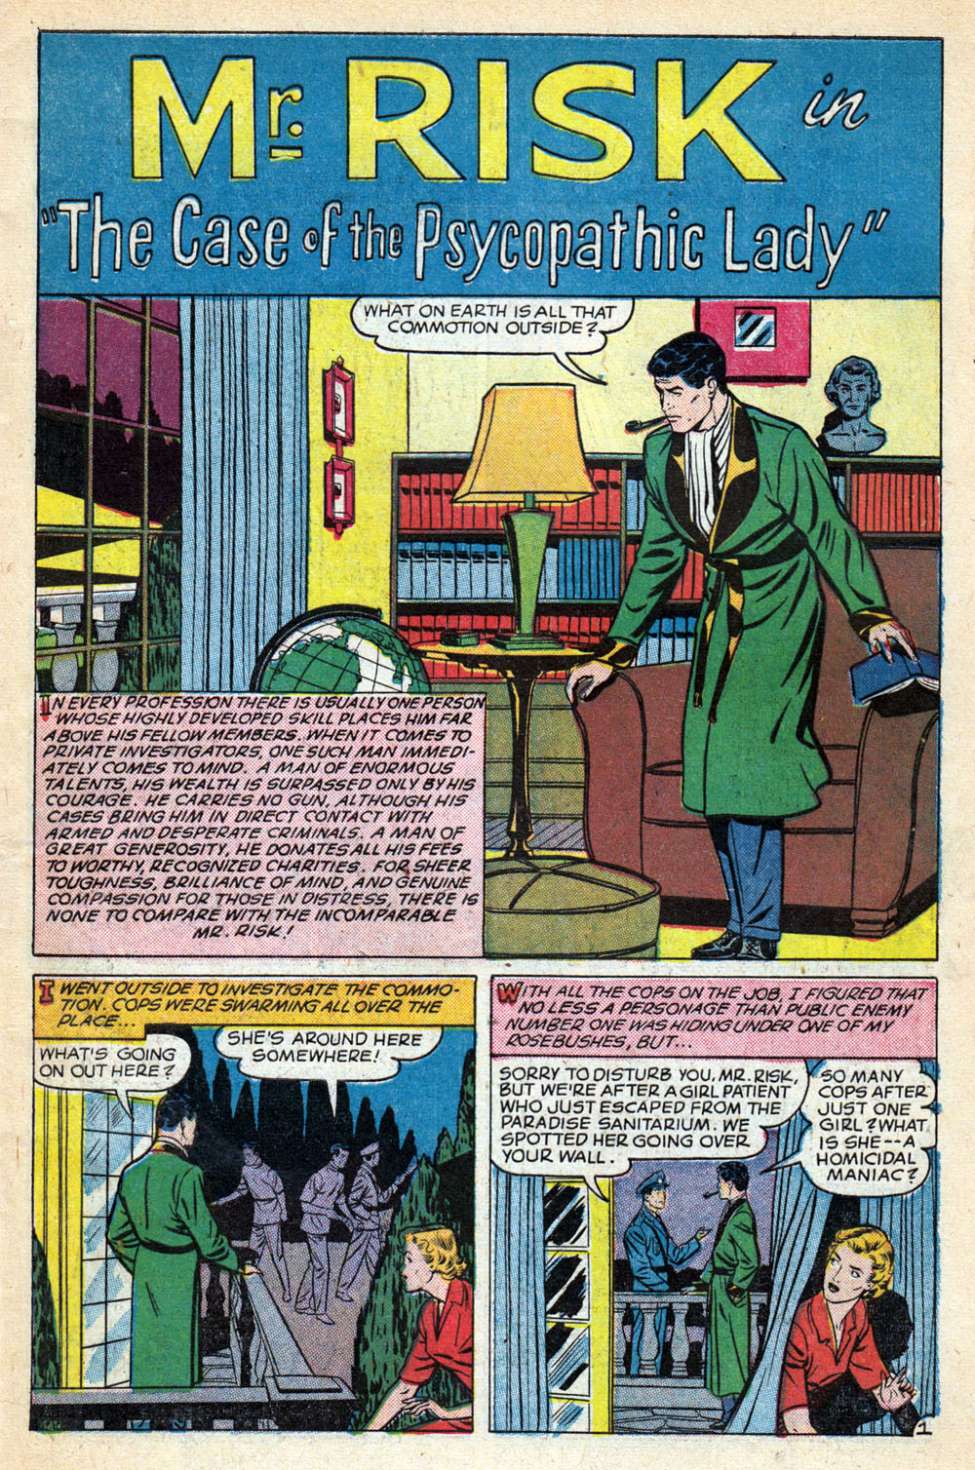 Mr. RISK in
"The Case of the Psycopathic Lady"
WHAT ON EARTH IS ALL THAT
COMMOTION OUTSIDE?
IN EVERY PROFESSION THERE IS USUALLY ONE PERSON
WHOSE HIGHLY DEVELOPED SKILL PLACES HIM FAR
ABOVE HIS FELLOW MEMBERS. WHEN IT COMES TO
PRIVATE INVESTIGATORS, ONE SUCH MAN IMMEDI-
ATELY COMES TO MIND. A MAN OF ENORMOUS
TALENTS, HIS WEALTH IS SURPASSED ONLY BY HIS
COURAGE. HE CARRIES NO GUN, ALTHOUGH HIS
CASES BRING HIM IN DIRECT CONTACT WITH
ARMED AND DESPERATE CRIMINALS. A MAN OF
GREAT GENEROSITY, HE DONATES ALL HIS FEES
TO WORTHY, RECOGNIZED CHARITIES. FOR SHEER
TOUGHNESS, BRILLIANCE OF MIND, AND GENUINE
COMPASSION FOR THOSE IN DISTRESS, THERE IS
NONE TO COMPARE WITH THE INCOMPARABLE
MR. RISK!
I WENT OUTSIDE TO INVESTIGATE THE COMMO-
TION. COPS WERE SWARMING ALL OVER THE
PLACE...
WHAT'S GOING
ON OUT HERE?
SHE'S AROUND HERE
SOMEWHERE!
WITH ALL THE COPS ON THE JOB, I FIGURED THAT
NO LESS A PERSONAGE THAN PUBLIC ENEMY
NUMBER ONE WAS HIDING UNDER ONE OF MY
ROSEBUSHES, BUT...
SORRY TO DISTURB YOU, MR. RISK,
BUT WE'RE AFTER A GIRL PATIENT
WHO JUST ESCAPED FROM THE
PARADISE SANITARIUM. WE
SPOTTED HER GOING OVER
YOUR WALL.
SO MANY
COPS AFTER
JUST ONE
GIRL? WHAT
IS SHE--A
HOMICIDAL
MANIAC?
1